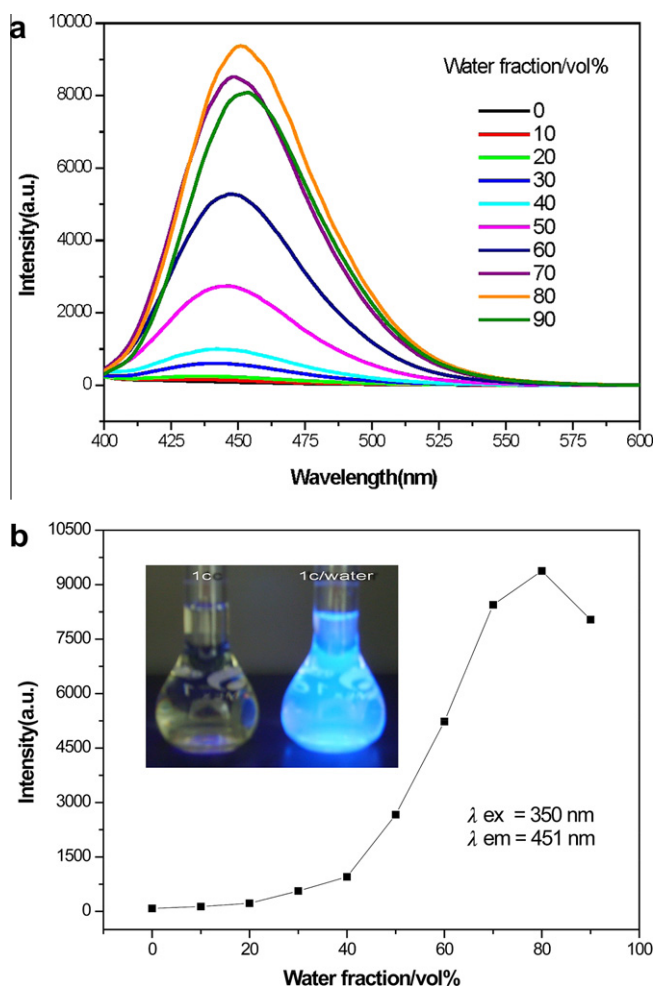 a
10000
8000
6000
4000
2000
0
Intensity(a.u.)
Water fraction/vol%
0
10
20
30
40
50
60
70
80
90
400 425 450 475 500 525 550 575 600
Wavelength(nm)
b
10500
9000
7500
6000
4500
3000
1500
0
Intensity(a.u.)
1c
1c/water
λ ex = 350 nm
λ em = 451 nm
0 20 40 60 80 100
Water fraction/vol%